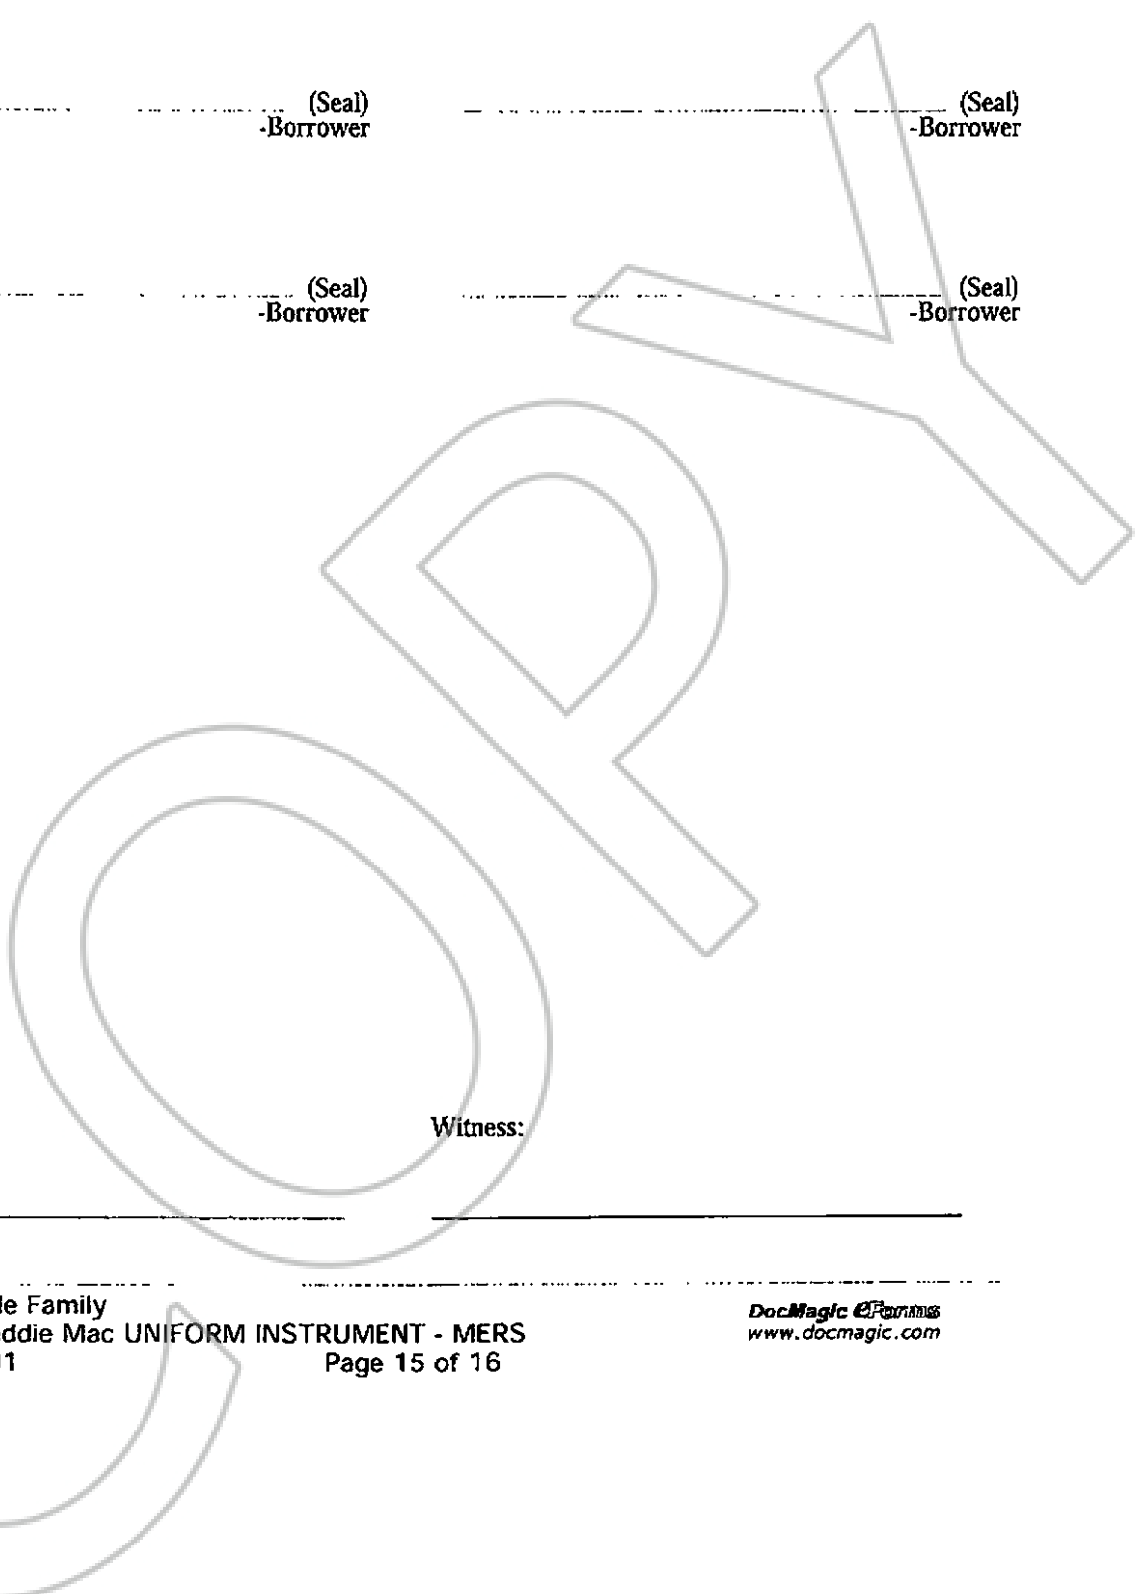 (Seal) (Seal)
-Borrower -Borrower
(Seal) (Seal)
-Borrower -Borrower
COPY
Witness:
le Family
ddie Mac UNIFORM INSTRUMENT - MERS
1 Page 15 of 16
DocMagic eForms
www.docmagic.com